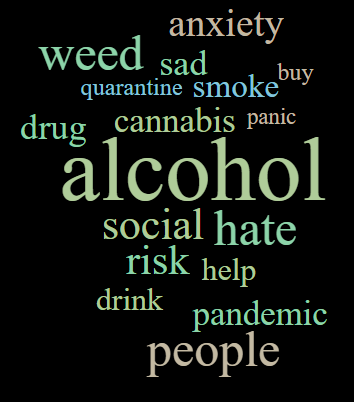 anxiety
weed sad
buy
quarantine smoke
drug cannabis panic
alcohol
social hate
risk help
drink
pandemic
people